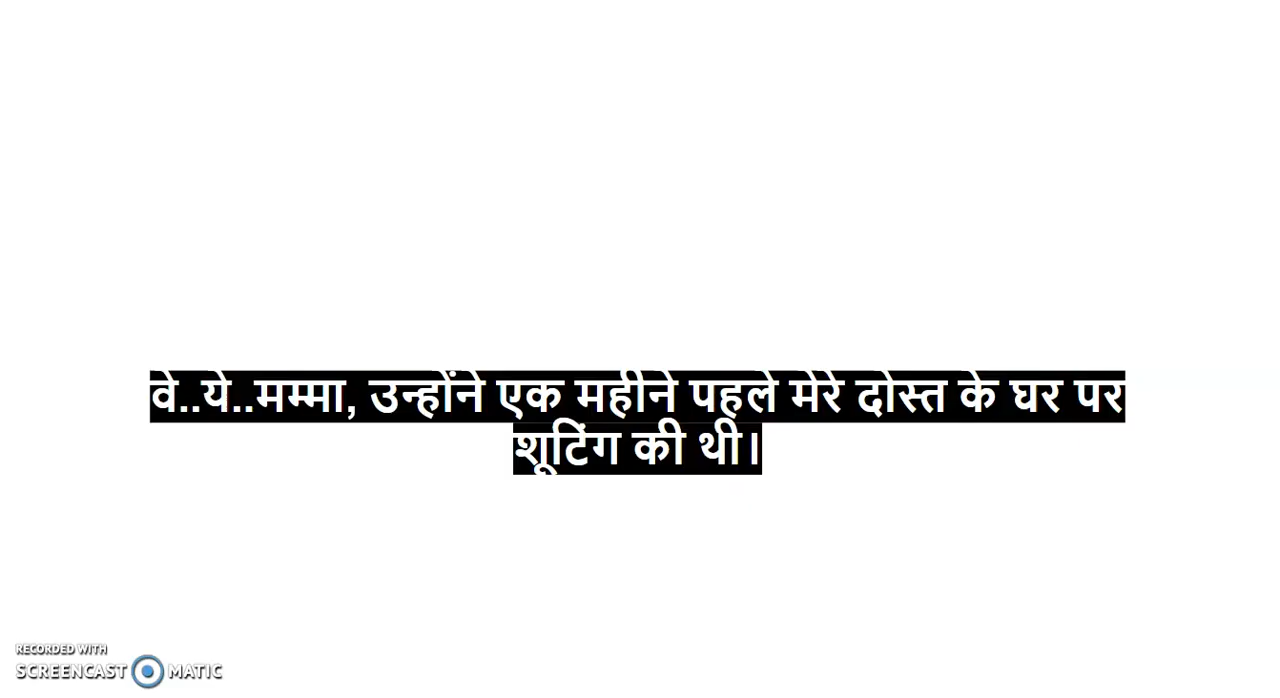 वे..ये..मम्मा, उन्होंने एक महीने पहले मेरे दोस्त के घर पर
शूटिंग की थी।
RECORDED WITH
SCREENCAST MATIC